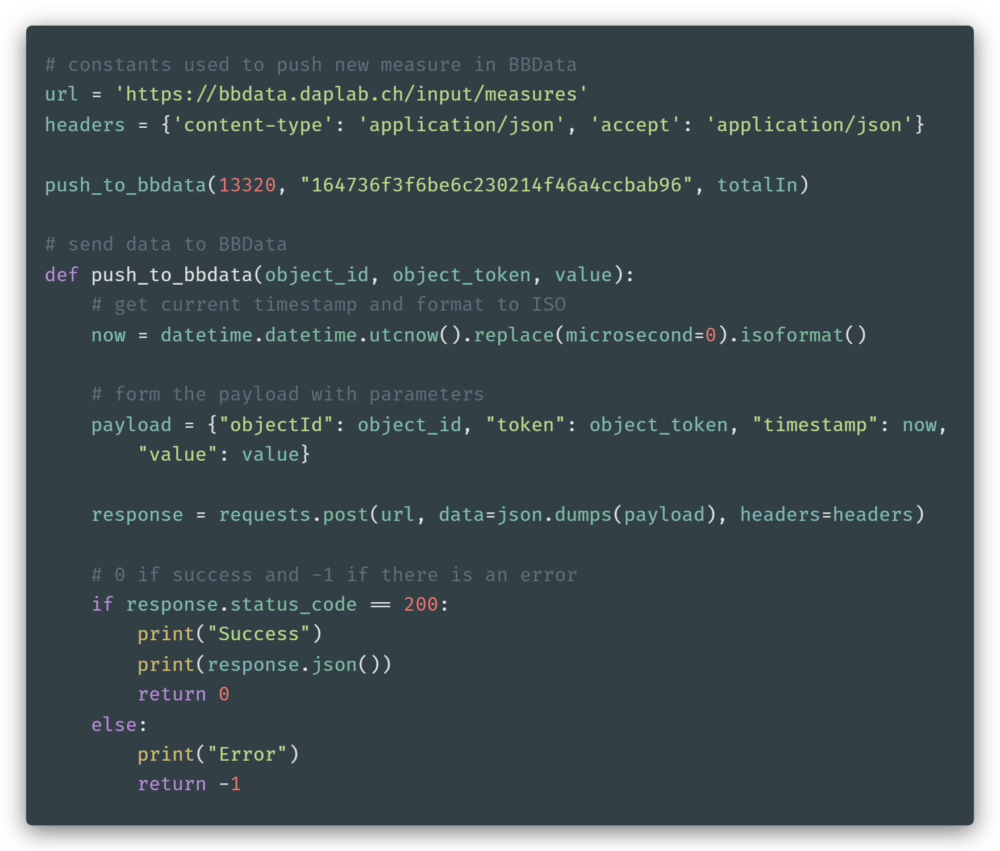 # constants used to push new measure in BBData
url = 'https://bbdata.daplab.ch/input/measures'
headers = {'content-type': 'application/json', 'accept': 'application/json'}
push_to_bbdata(13320, "164736f3f6be6c230214f46a4ccbab96", totalIn)
# send data to BBData
def push_to_bbdata(object_id, object_token, value):
    # get current timestamp and format to ISO
    now = datetime.datetime.utcnow().replace(microsecond=0).isoformat()
    # form the payload with parameters
    payload = {"objectId": object_id, "token": object_token, "timestamp": now,
        "value": value}
    response = requests.post(url, data=json.dumps(payload), headers=headers)
    # 0 if success and -1 if there is an error
    if response.status_code == 200:
        print("Success")
        print(response.json())
        return 0
    else:
        print("Error")
        return -1